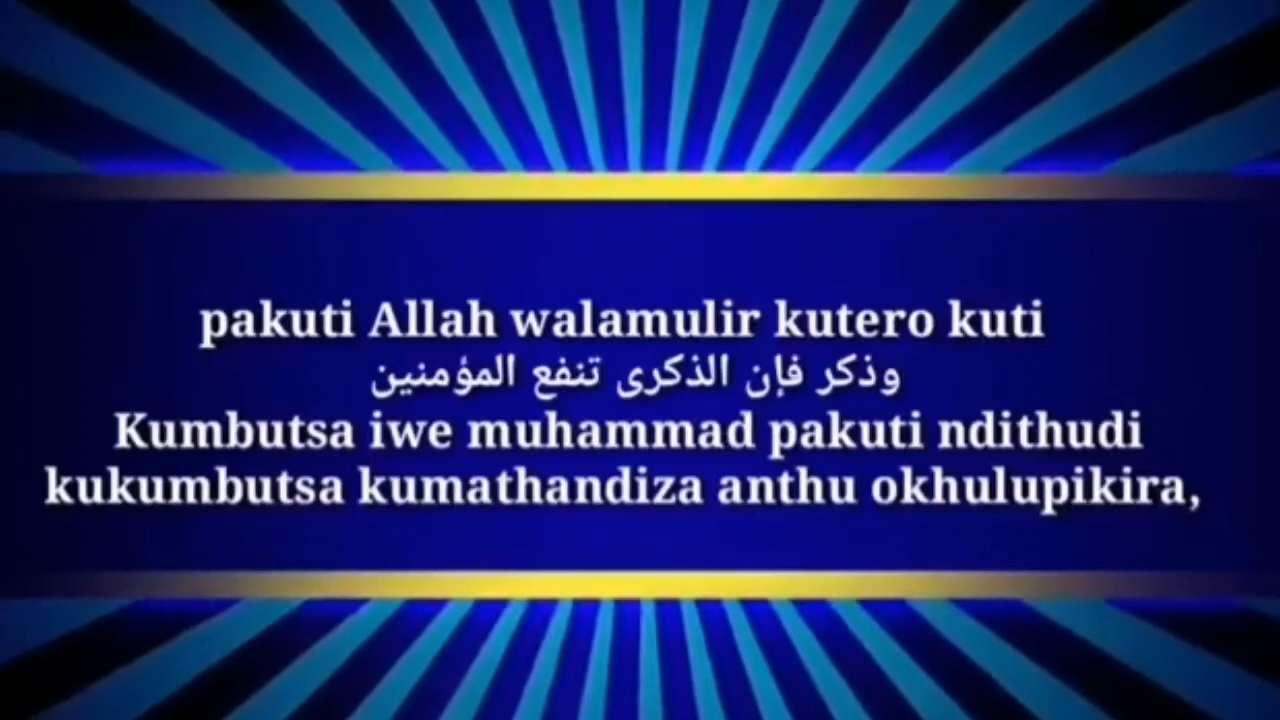 pakuti Allah walamulir kutero kuti
وذكر فإن الذكرى تنفع المؤمنين
Kumbutsa iwe muhammad pakuti ndithudi
kukumbutsa kumathandiza anthu okhulupikira,